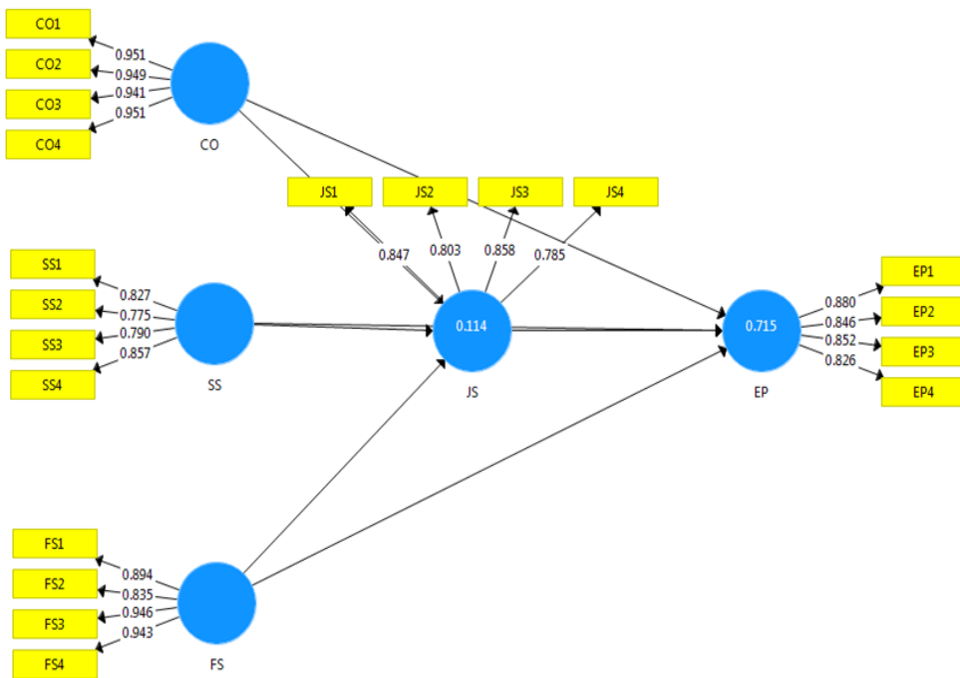 CO1
CO2
CO3
CO4
0.951
0.949
0.941
0.951
CO
JS1
JS2
JS3
JS4
0.847
0.803
0.858
0.785
SS1
SS2
SS3
SS4
0.827
0.775
0.790
0.857
SS
0.114
JS
0.715
EP
0.880
0.846
0.852
0.826
EP1
EP2
EP3
EP4
FS1
FS2
FS3
FS4
0.894
0.835
0.946
0.943
FS